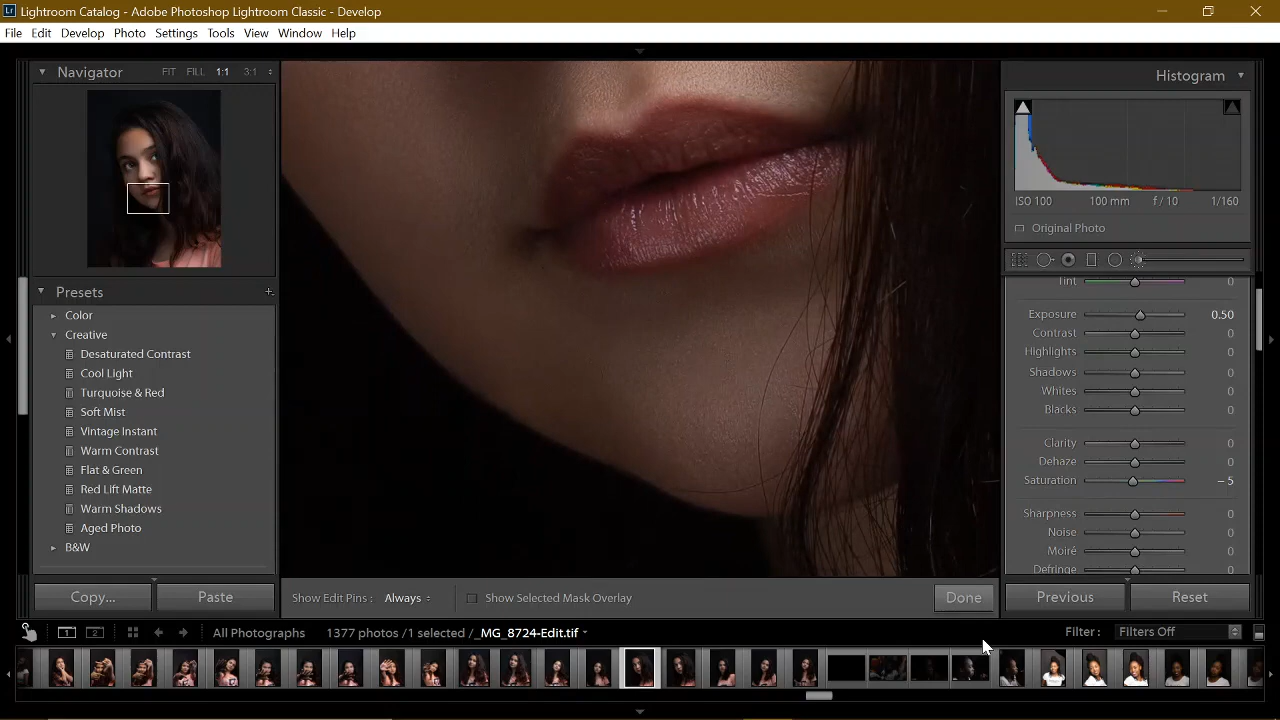 Lightroom Catalog - Adobe Photoshop Lightroom Classic - Develop
File Edit Develop Photo Settings Tools View Window Help
Navigator FIT FILL 1:1 3:1
Histogram
ISO 100 100 mm f / 10 1/160
Original Photo
Presets +
Color
Creative
Desaturated Contrast
Cool Light
Turquoise & Red
Soft Mist
Vintage Instant
Warm Contrast
Flat & Green
Red Lift Matte
Warm Shadows
Aged Photo
B&W
Tint 0
Exposure 0.50
Contrast 0
Highlights 0
Shadows 0
Whites 0
Blacks 0
Clarity 0
Dehaze 0
Saturation – 5
Sharpness 0
Noise 0
Moiré 0
Defringe 0
Copy... Paste
Show Edit Pins : Always Show Selected Mask Overlay Done
Previous Reset
1 2 All Photographs 1377 photos /1 selected /_MG_8724-Edit.tif Filter : Filters Off